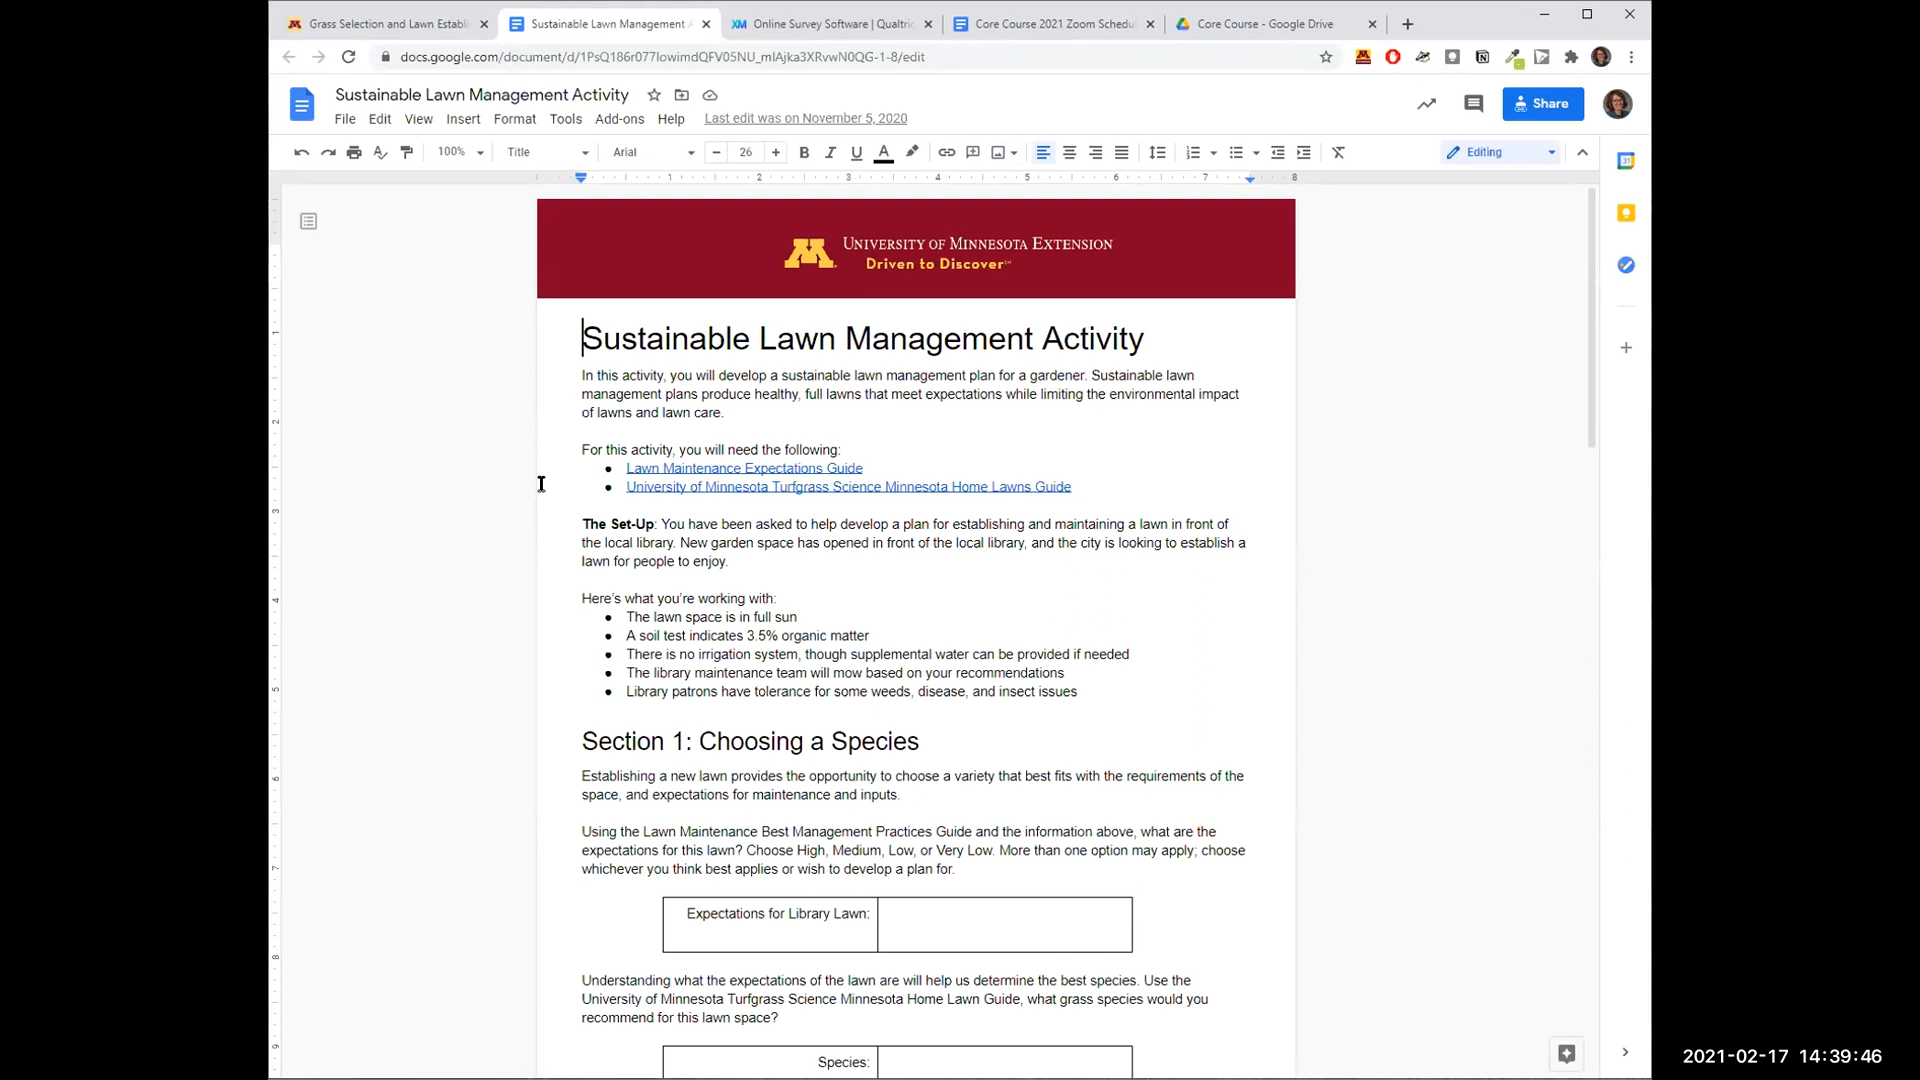 Grass Selection and Lawn Establi
Sustainable Lawn Management A
XM Online Survey Software | Qualtric
Core Course 2021 Zoom Schedu
Core Course - Google Drive
docs.google.com/document/d/1PsQ186r077IowimdQFV05NU_mIAjka3XRvwN0QG-1-8/edit
Sustainable Lawn Management Activity
File Edit View Insert Format Tools Add-ons Help Last edit was on November 5, 2020
Share
100% Title Arial 26 B I U A Editing
1 2 3 4 5 6 7 8
UNIVERSITY OF MINNESOTA EXTENSION
Driven to Discover℠
Sustainable Lawn Management Activity
In this activity, you will develop a sustainable lawn management plan for a gardener. Sustainable lawn
management plans produce healthy, full lawns that meet expectations while limiting the environmental impact
of lawns and lawn care.
For this activity, you will need the following:
● Lawn Maintenance Expectations Guide
● University of Minnesota Turfgrass Science Minnesota Home Lawns Guide
The Set-Up: You have been asked to help develop a plan for establishing and maintaining a lawn in front of
the local library. New garden space has opened in front of the local library, and the city is looking to establish a
lawn for people to enjoy.
Here's what you're working with:
● The lawn space is in full sun
● A soil test indicates 3.5% organic matter
● There is no irrigation system, though supplemental water can be provided if needed
● The library maintenance team will mow based on your recommendations
● Library patrons have tolerance for some weeds, disease, and insect issues
Section 1: Choosing a Species
Establishing a new lawn provides the opportunity to choose a variety that best fits with the requirements of the
space, and expectations for maintenance and inputs.
Using the Lawn Maintenance Best Management Practices Guide and the information above, what are the
expectations for this lawn? Choose High, Medium, Low, or Very Low. More than one option may apply; choose
whichever you think best applies or wish to develop a plan for.
Expectations for Library Lawn:
Understanding what the expectations of the lawn are will help us determine the best species. Use the
University of Minnesota Turfgrass Science Minnesota Home Lawn Guide, what grass species would you
recommend for this lawn space?
Species:
2021-02-17 14:39:46